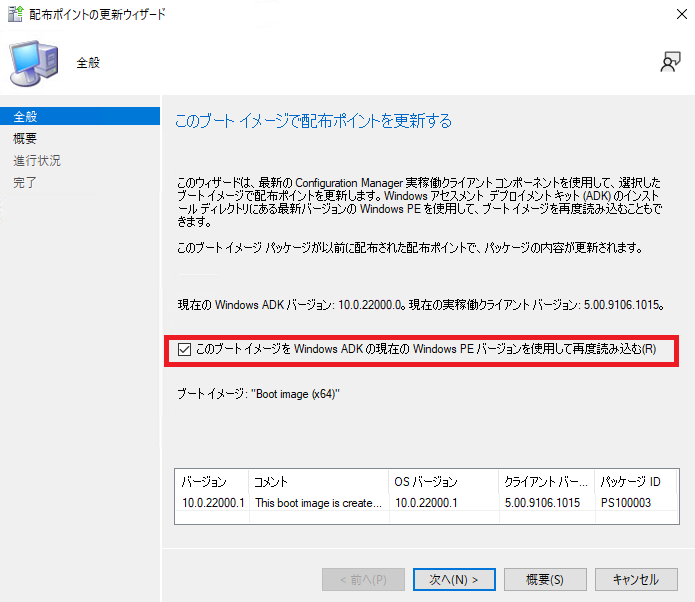 配布ポイントの更新ウィザード
全般
全般
概要
進行状況
完了
このブート イメージで配布ポイントを更新する
このウィザードは、最新の Configuration Manager 実稼働クライアント コンポーネントを使用して、選択した
ブート イメージで配布ポイントを更新します。Windows アセスメント デプロイメント キット (ADK) のインスト
ール ディレクトリにある最新バージョンの Windows PE を使用して、ブート イメージを再度読み込むこともで
きます。
このブート イメージ パッケージが以前に配布された配布ポイントで、パッケージの内容が更新されます。
現在の Windows ADK バージョン: 10.0.22000.0。現在の実稼働クライアント バージョン: 5.00.9106.1015。
このブート イメージを Windows ADK の現在の Windows PE バージョンを使用して再度読み込む(R)
ブート イメージ: "Boot image (x64)"
バージョン コメント OS バージョン クライアント バー... パッケージ ID
10.0.22000.1 This boot image is create... 10.0.22000.1 5.00.9106.1015 PS100003
< 前へ(P) 次へ(N) > 概要(S) キャンセル